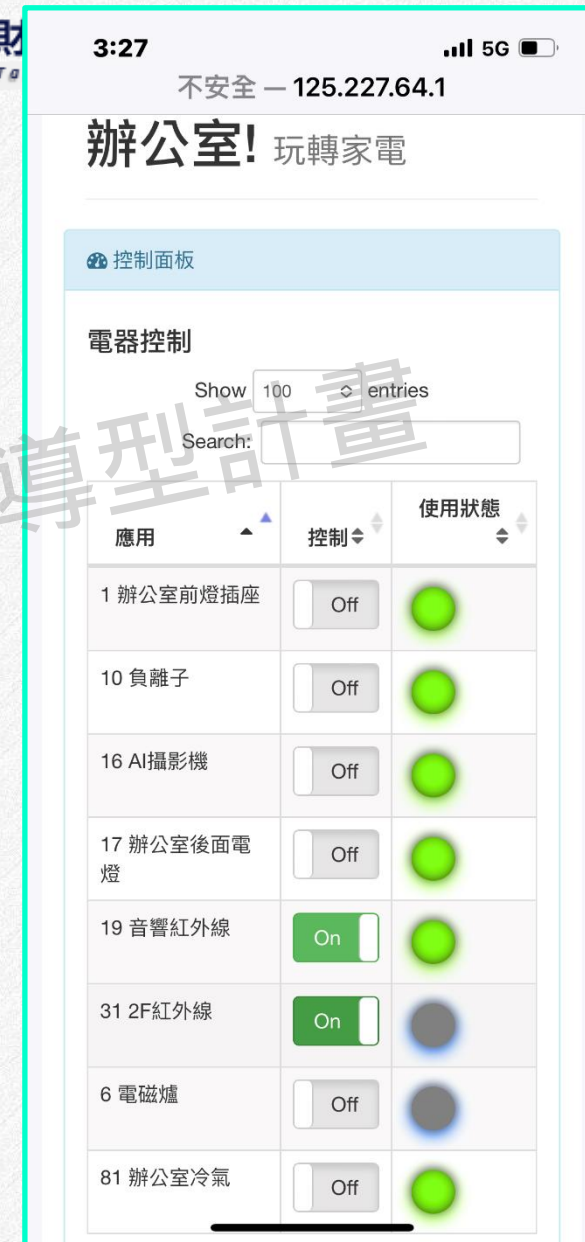 財
3:27
5G
不安全 — 125.227.64.1
辦公室! 玩轉家電
控制面板
電器控制
Show 100 entries
Search:
導型計畫
應用 控制 使用狀態
1 辦公室前燈插座 Off
10 負離子 Off
16 AI攝影機 Off
17 辦公室後面電
燈
Off
19 音響紅外線 On
31 2F紅外線 On
6 電磁爐 Off
81 辦公室冷氣 Off